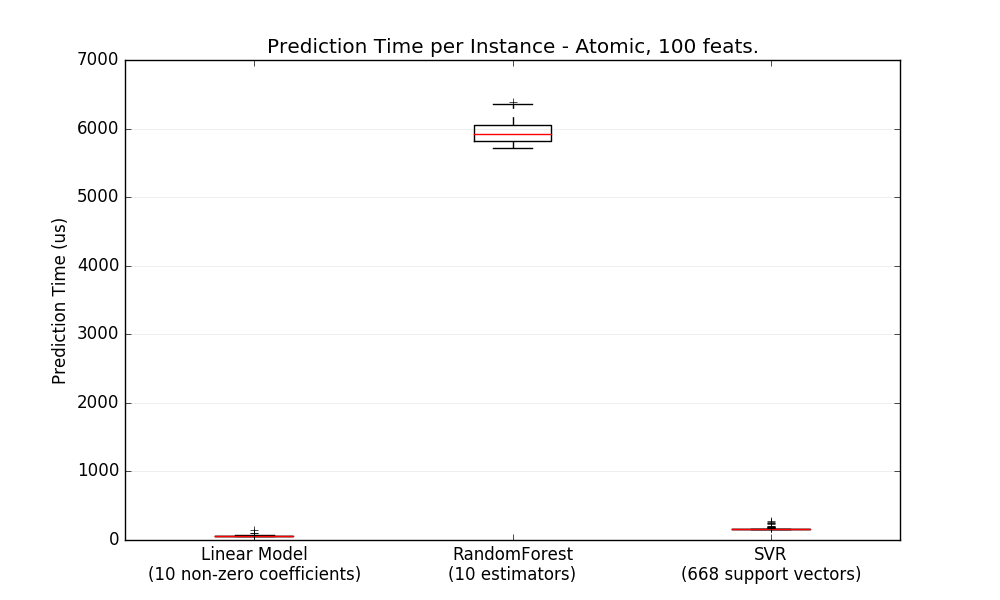 Prediction Time per Instance - Atomic, 100 feats.
7000
6000
5000
4000
3000
2000
1000
0
Prediction Time (us)
Linear Model
(10 non-zero coefficients)
RandomForest
(10 estimators)
SVR
(668 support vectors)